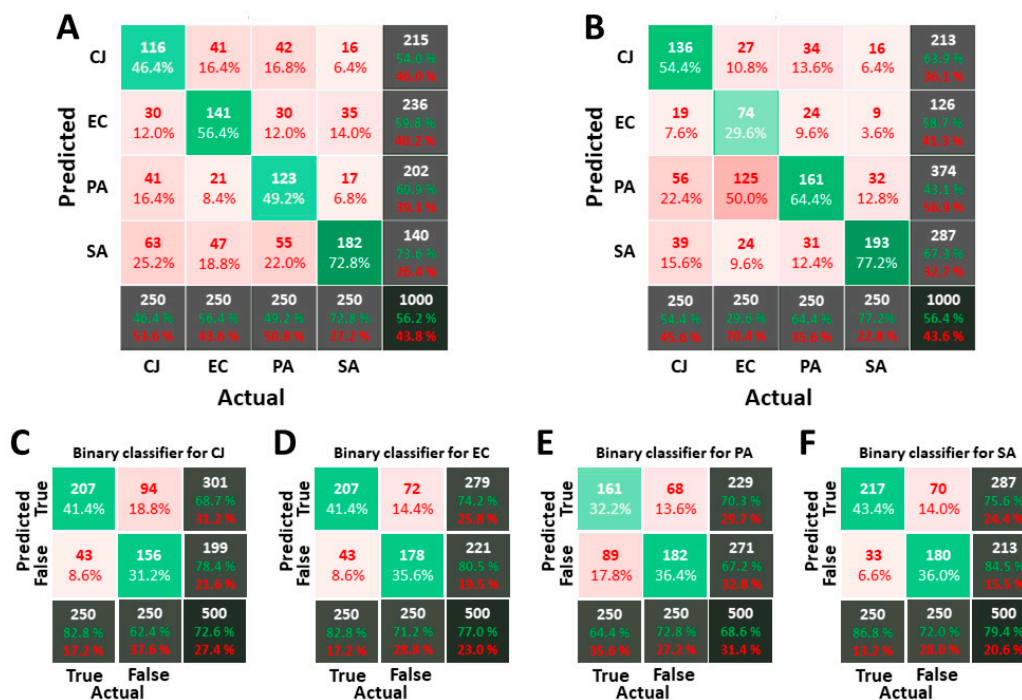 A
Predicted
CJ
116 41 42 16 215
46.4% 16.4% 16.8% 6.4% 54.0 %
46.0%
EC
30 141 30 35 236
12.0% 56.4% 12.0% 14.0% 59.8 %
40.2 %
PA
41 21 123 17 202
16.4% 8.4% 49.2% 6.8% 60.9 %
39.1 %
SA
63 47 55 182 140
25.2% 18.8% 22.0% 72.8% 73.6 %
26.4 %
250 250 250 250 1000
46.4 % 56.4 % 49.2 % 72.8 % 56.2 %
53.6 % 43.6 % 50.8 % 27.2 % 43.8 %
CJ EC PA SA
Actual
B
Predicted
CJ
136 27 34 16 213
54.4% 10.8% 13.6% 6.4% 63.9 %
36.1 %
EC
19 74 24 9 126
7.6% 29.6% 9.6% 3.6% 58.7 %
41.3 %
PA
56 125 161 32 374
22.4% 50.0% 64.4% 12.8% 43.1 %
56.9 %
SA
39 24 31 193 287
15.6% 9.6% 12.4% 77.2% 67.3 %
32.7 %
250 250 250 250 1000
54.4 % 29.6 % 64.4 % 77.2% 56.4 %
45.6 % 70.4 % 35.6 % 22.8 % 43.6 %
CJ EC PA SA
Actual
C
Binary classifier for CJ
Predicted
True
207 94 301
41.4% 18.8% 68.7 %
31.2 %
False
43 156 199
8.6% 31.2% 78.4 %
21.6 %
250 250 500
82.8 % 62.4 % 72.6 %
17.2 % 37.6 % 27.4 %
True False
Actual
D
Binary classifier for EC
Predicted
True
207 72 279
41.4% 14.4% 74.2 %
25.8 %
False
43 178 221
8.6% 35.6% 80.5 %
19.5 %
250 250 500
82.8 % 71.2 % 77.0 %
17.2 % 28.8 % 23.0 %
True False
Actual
E
Binary classifier for PA
Predicted
True
161 68 229
32.2% 13.6% 70.3 %
29.7 %
False
89 182 271
17.8% 36.4% 67.2 %
32.8 %
250 250 500
64.4 % 72.8 % 68.6 %
35.6 % 27.2 % 31.4 %
True False
Actual
F
Binary classifier for SA
Predicted
True
217 70 287
43.4% 14.0% 75.6 %
24.4 %
False
33 180 213
6.6% 36.0% 84.5 %
15.5 %
250 250 500
86.8 % 72.0 % 79.4 %
13.2 % 28.0 % 20.6 %
True False
Actual